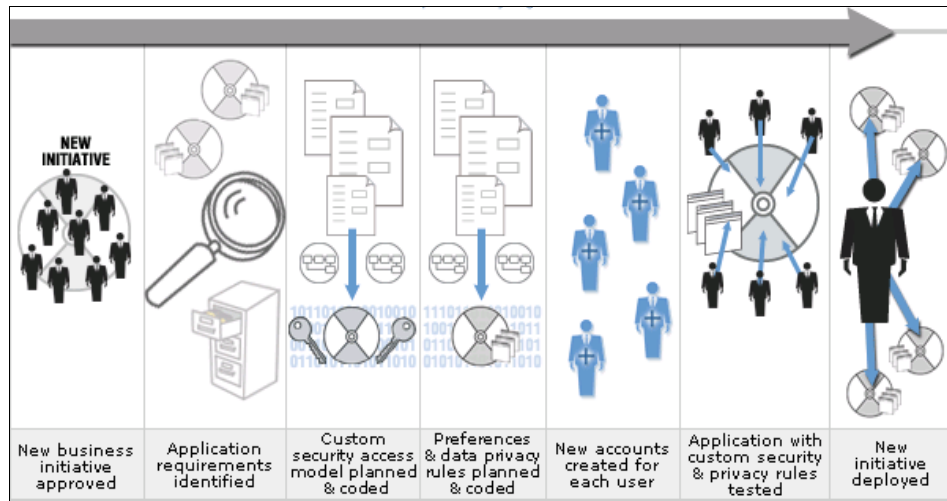 NEW
INITIATIVE
New business
initiative
approved
Application
requirements
identified
Custom
security access
model planned
& coded
Preferences
& data privacy
rules planned
& coded
New accounts
created for
each user
Application with
custom security
& privacy rules
tested
New
initiative
deployed